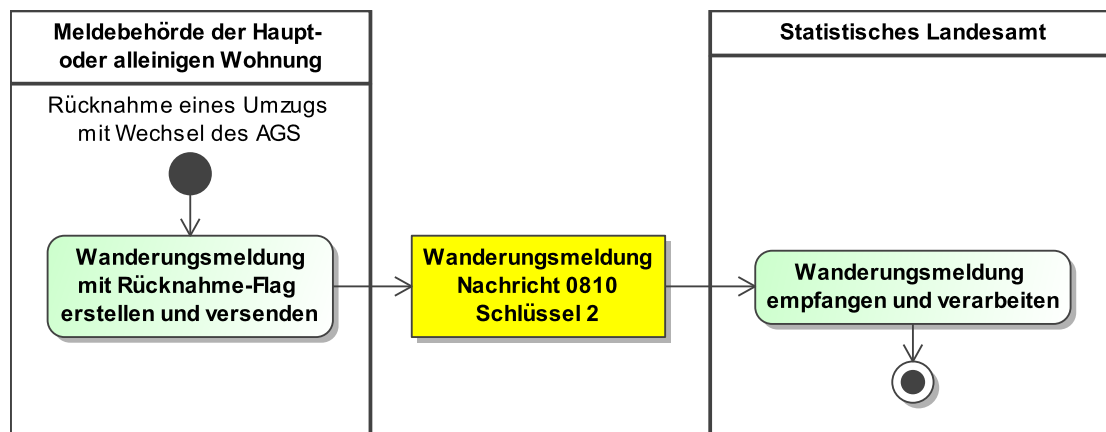 Meldebehörde der Haupt-
oder alleinigen Wohnung
Rücknahme eines Umzugs
mit Wechsel des AGS
Wanderungsmeldung
mit Rücknahme-Flag
erstellen und versenden
Wanderungsmeldung
Nachricht 0810
Schlüssel 2
Statistisches Landesamt
Wanderungsmeldung
empfangen und verarbeiten